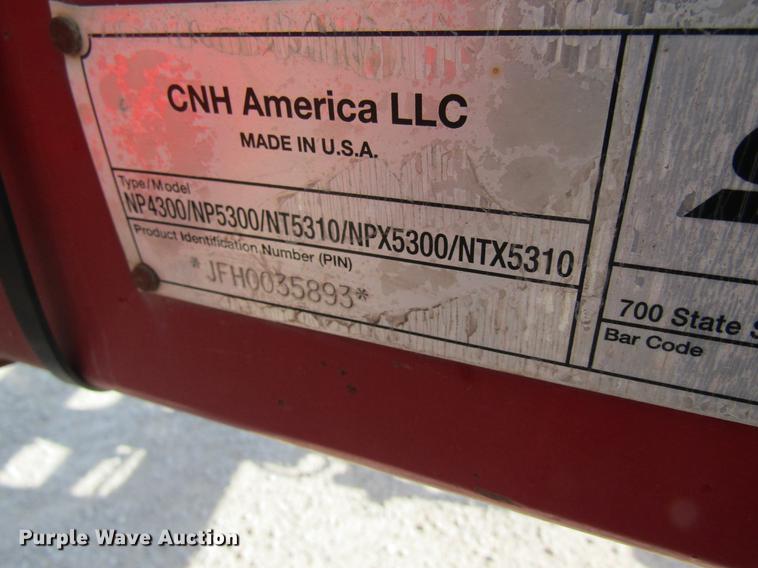 CNH America LLC
MADE IN U.S.A.
Type/Model
NP4300/NP5300/NT5310/NPX5300/NTX5310
Product Identification Number (PIN)
*JFH0035893*
700 State
Bar Code
Purple Wave Auction